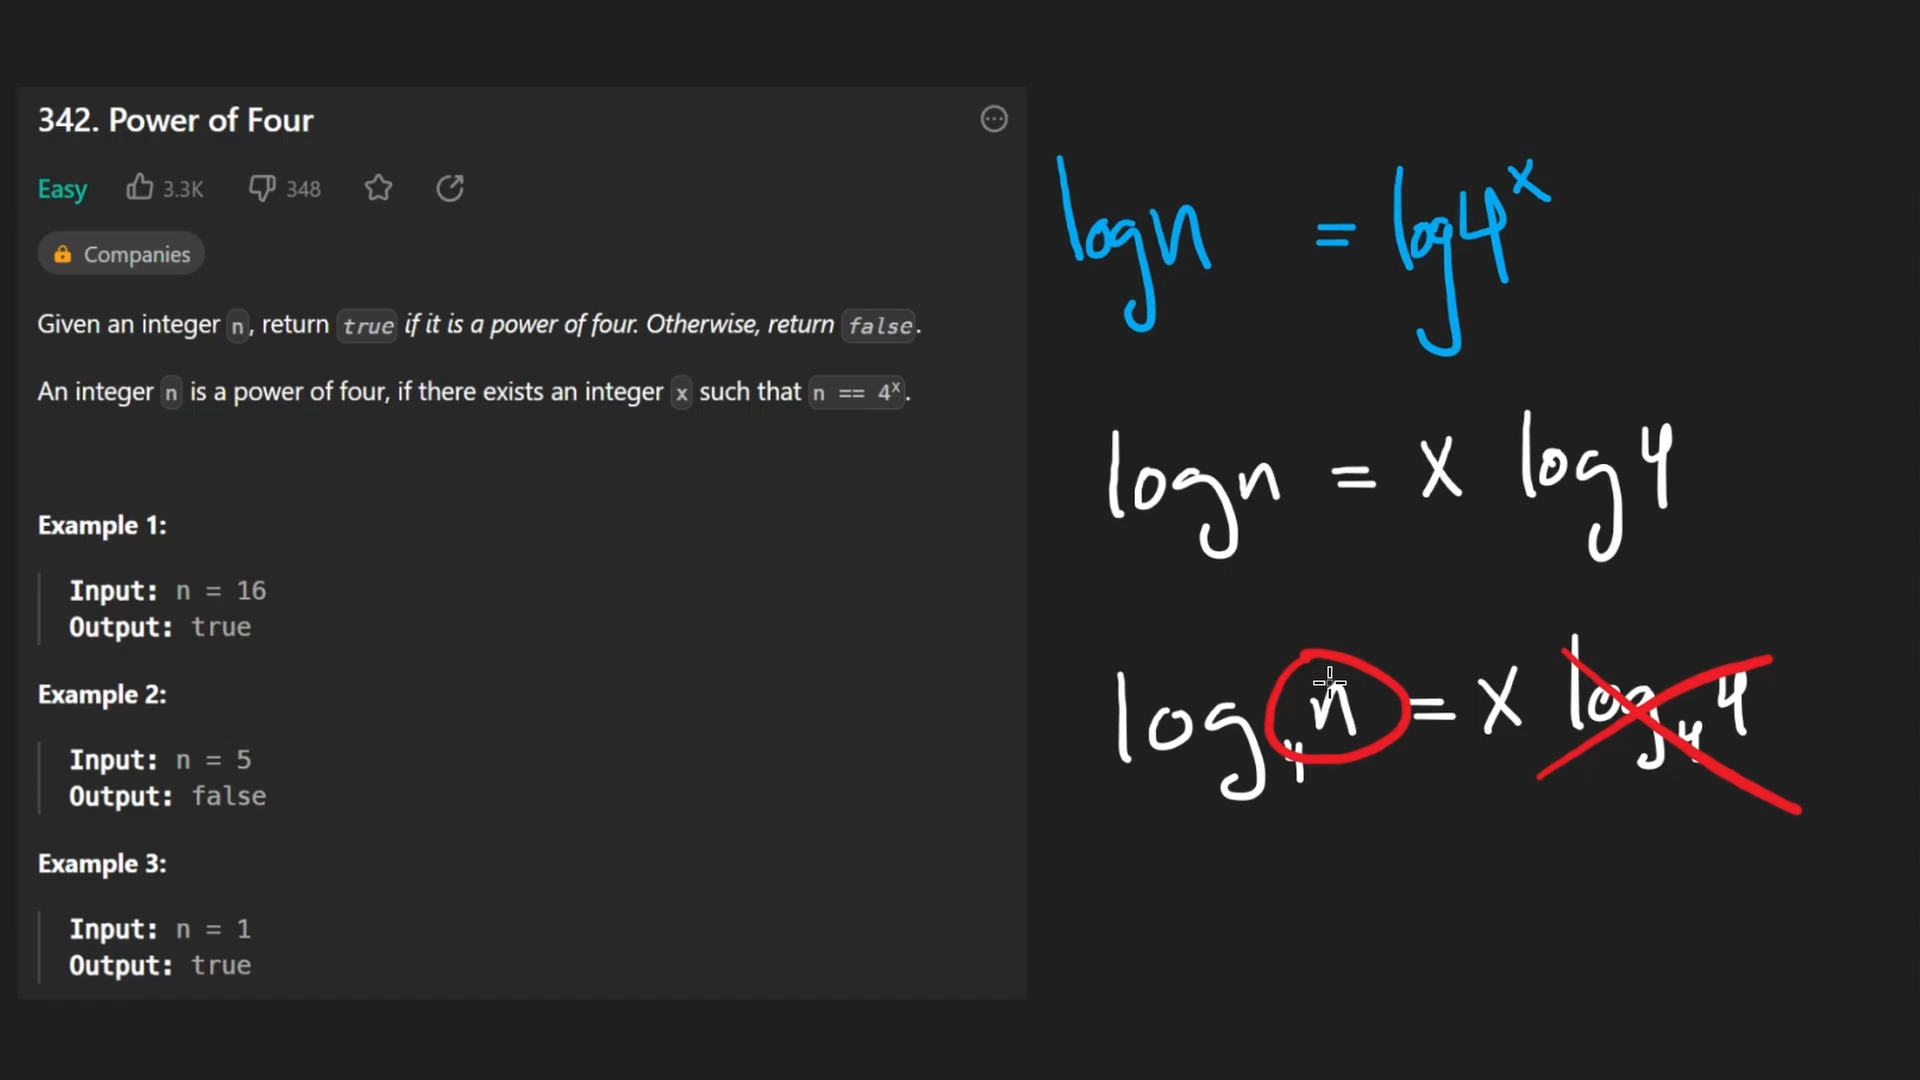 342. Power of Four
Easy 3.3K 348
Companies
Given an integer n, return true if it is a power of four. Otherwise, return false.
An integer n is a power of four, if there exists an integer x such that n == 4ˣ.
Example 1:
Input: n = 16
Output: true
Example 2:
Input: n = 5
Output: false
Example 3:
Input: n = 1
Output: true
log n = log 4ˣ
log n = x log 4
log₄ n = x log₄ 4